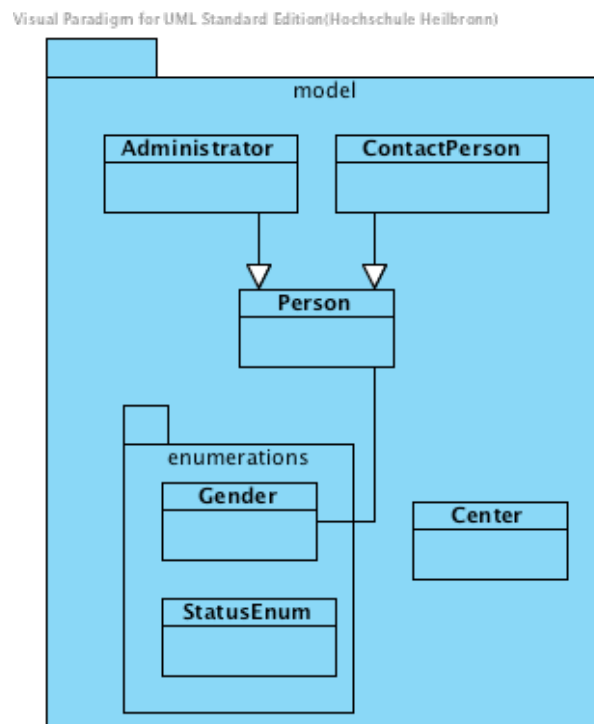 Visual Paradigm for UML Standard Edition(Hochschule Heilbronn)
model
Administrator
ContactPerson
Person
enumerations
Gender
Center
StatusEnum